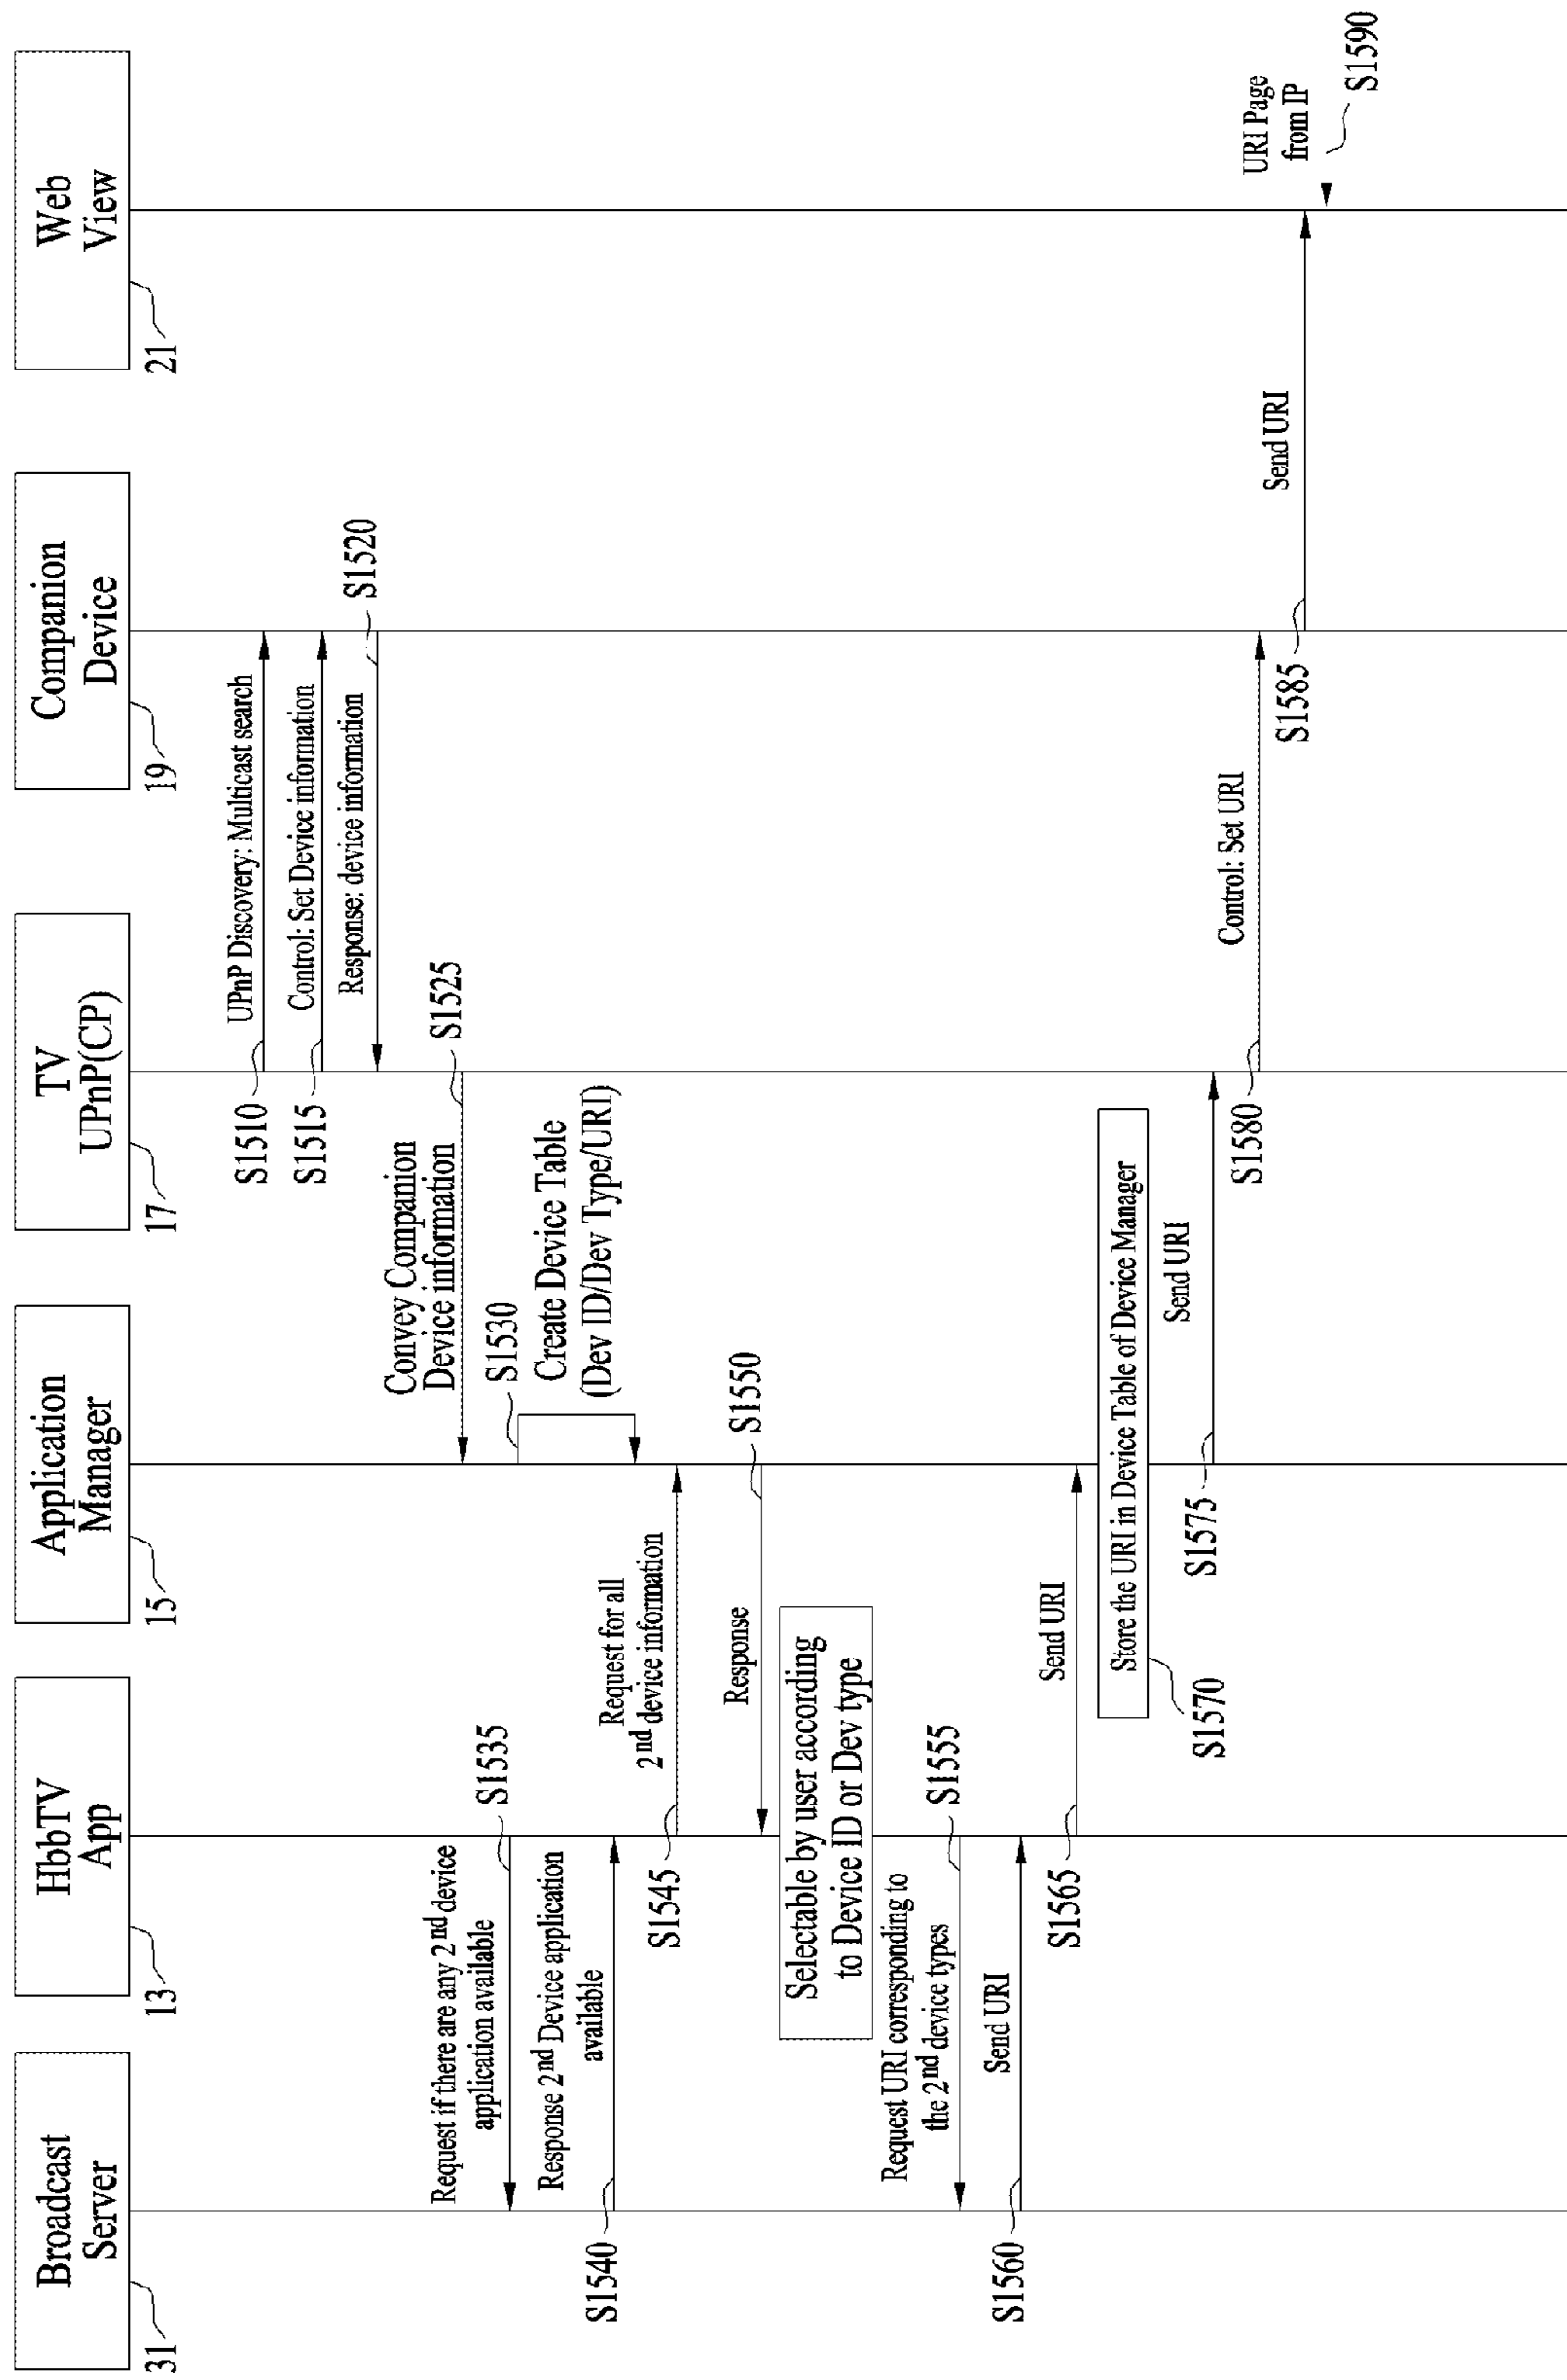 Broadcast
Server
31
HbbTV
App
13
Application
Manager
15
TV
UPnP(CP)
17
Companion
Device
19
Web
View
21
S1510
UPnP Discovery: Multicast search
S1515
Control: Set Device information
Response: device information
S1520
Convey Companion
Device information
S1525
S1530
Create Device Table
(Dev ID/Dev Type/URI)
Request if there are any 2nd device
application available
S1535
Response 2nd Device application
available
S1540
Request for all
2nd device information
S1545
Response
S1550
Selectable by user according
to Device ID or Dev type
Request URI corresponding to
the 2nd device types
S1555
Send URI
S1560
Send URI
S1565
Store the URI in Device Table of Device Manager
S1570
Send URI
S1575
Control: Set URI
S1580
Send URI
S1585
URI Page
from IP
S1590